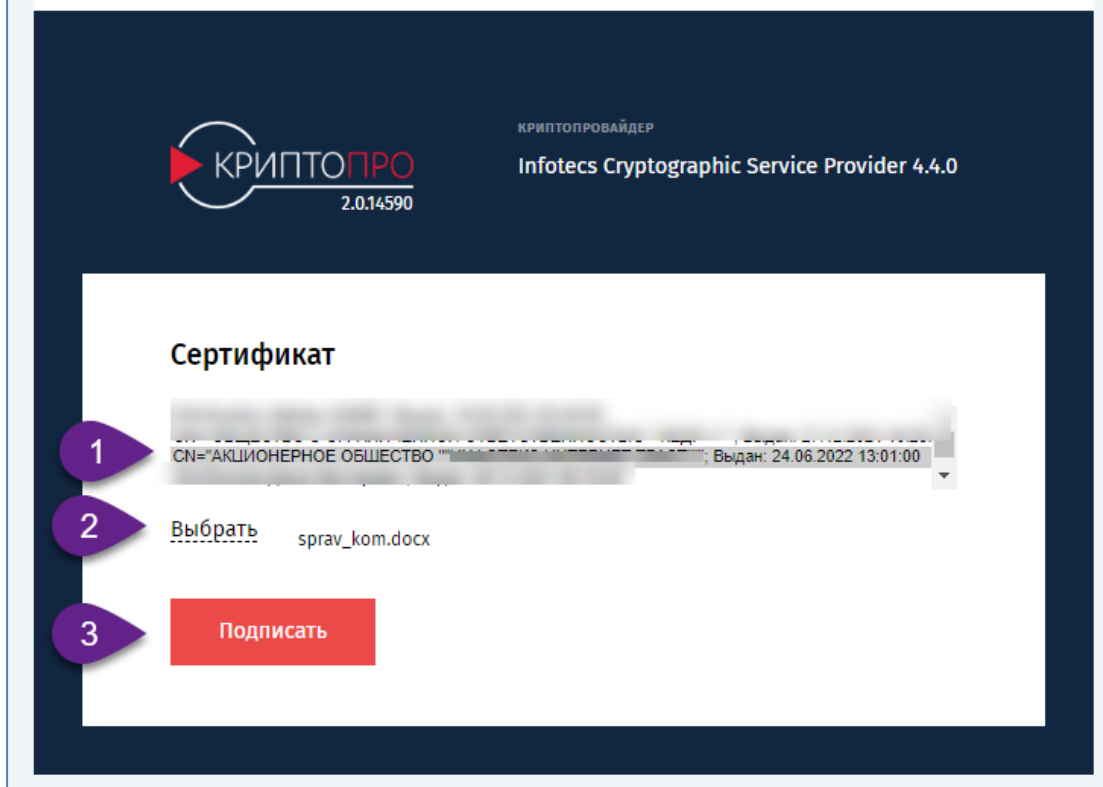 КРИПТОПРО
2.0.14590
КРИПТОПРОВАЙДЕР
Infotecs Cryptographic Service Provider 4.4.0
Сертификат
1
CN="АКЦИОНЕРНОЕ ОБЩЕСТВО "" ""; Выдан: 24.06.2022 13:01:00
2
Выбрать sprav_kom.docx
3
Подписать